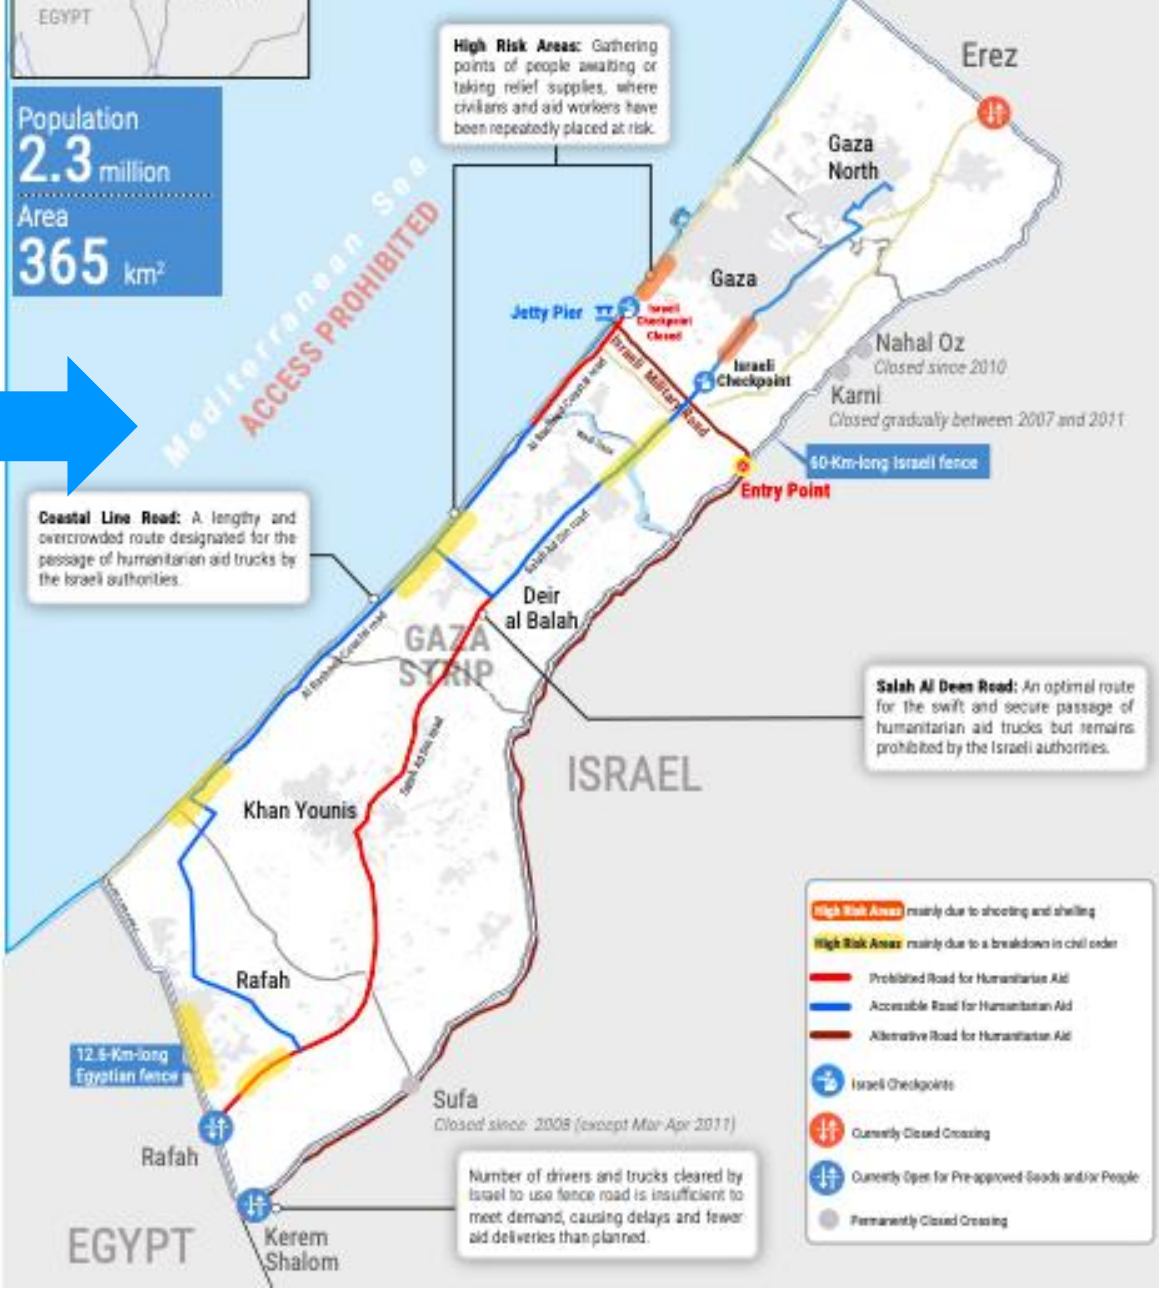 EGYPT
Population
2.3 million
Area
365 km²
High Risk Areas: Gathering
points of people awaiting or
taking relief supplies, where
civilians and aid workers have
been repeatedly placed at risk.
Erez
Gaza
North
Mediterranean Sea
ACCESS PROHIBITED
Gaza
Jetty Pier
Israeli
Checkpoint
Closed
Israeli Military Road
Israeli
Checkpoint
Nahal Oz
Closed since 2010
Karni
Closed gradually between 2007 and 2011
60-Km-long Israeli fence
Entry Point
Al Rasheed Coastal road
Wadi Gaza
Coastal Line Road: A lengthy and
overcrowded route designated for the
passage of humanitarian aid trucks by
the Israeli authorities.
Salah Ad Din road
Deir
al Balah
GAZA
STRIP
Al Rasheed Coastal road
Salah Al Deen Road: An optimal route
for the swift and secure passage of
humanitarian aid trucks but remains
prohibited by the Israeli authorities.
Salah Ad Din road
ISRAEL
Khan Younis
Rafah
12.6-Km-long
Egyptian fence
Sufa
Closed since 2008 (except Mar-Apr 2011)
Rafah
Number of drivers and trucks cleared by
Israel to use fence road is insufficient to
meet demand, causing delays and fewer
aid deliveries than planned.
Kerem
Shalom
EGYPT
High Risk Areas mainly due to shooting and shelling
High Risk Areas mainly due to a breakdown in civil order
Prohibited Road for Humanitarian Aid
Accessible Road for Humanitarian Aid
Alternative Road for Humanitarian Aid
Israeli Checkpoints
Currently Closed Crossing
Currently Open for Pre-approved Goods and/or People
Permanently Closed Crossing